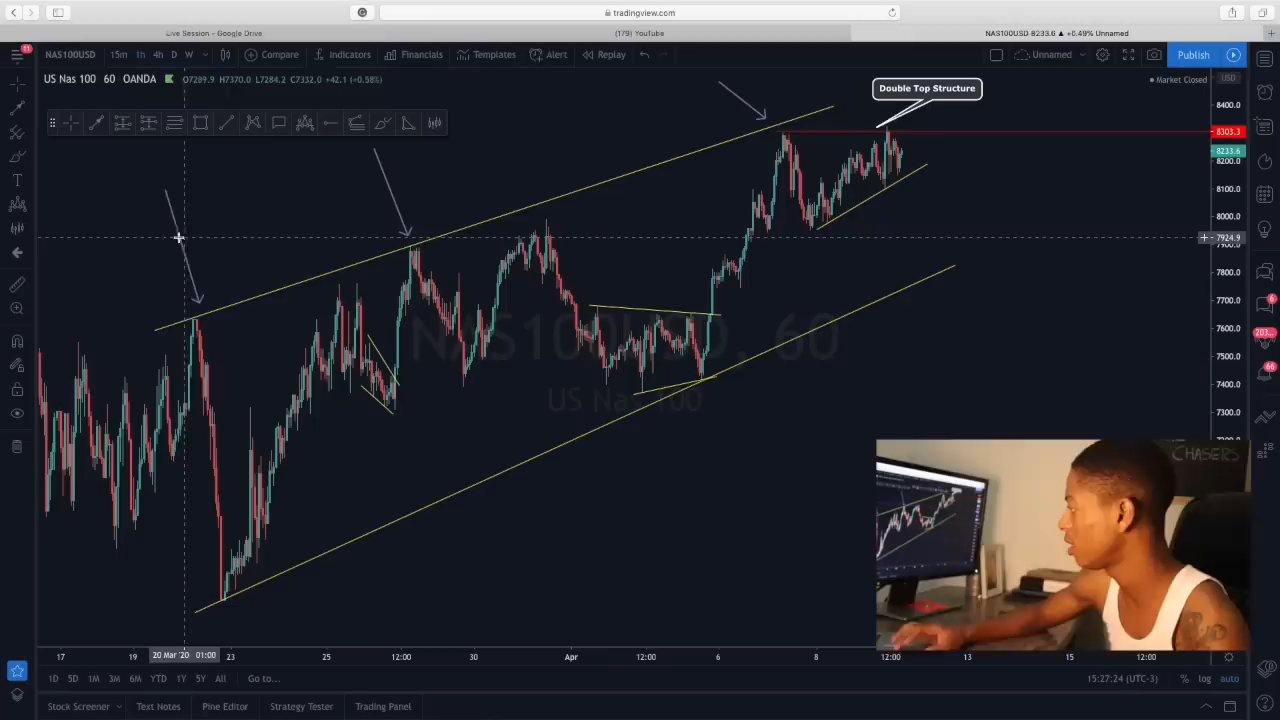 tradingview.com
Live Session - Google Drive
(179) YouTube
NAS100USD 8233.6 ▲ +0.49% Unnamed
11
NAS100USD 15m 1h 4h D W Compare Indicators Financials Templates Alert Replay Unnamed Publish
US Nas 100 60 OANDA O7289.9 H7370.0 L7284.2 C7332.0 +42.1 (+0.58%)
Market Closed
USD
Double Top Structure
8400.0
8303.3
8233.6
8200.0
8100.0
8000.0
7924.9
7800.0
7700.0
7600.0
7500.0
7400.0
7300.0
NAS100USD, 60
US Nas 100
6
203
66
CHASERS
17 19 20 Mar '20 01:00 23 25 12:00 30 Apr 12:00 6 8 12:00 13 15 12:00
1D 5D 1M 3M 6M YTD 1Y 5Y All Go to... 15:27:24 (UTC-3) % log auto
Stock Screener Text Notes Pine Editor Strategy Tester Trading Panel